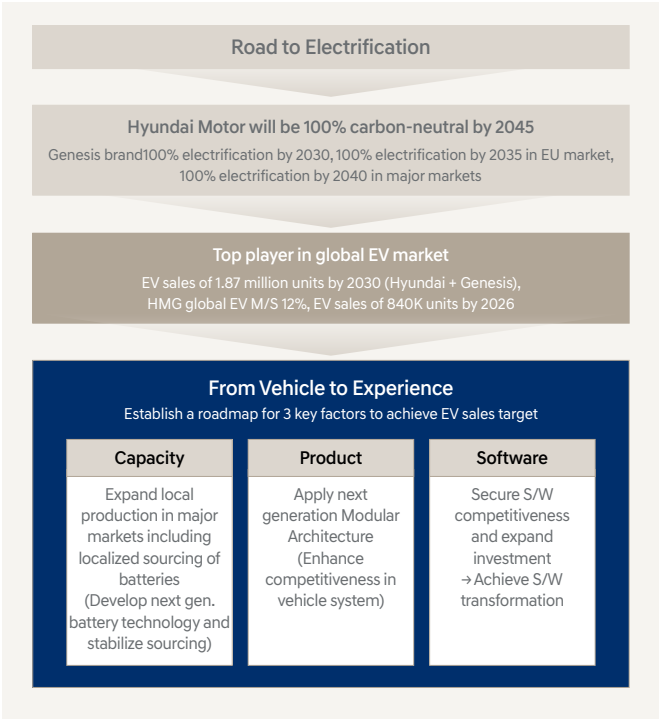 Road to Electrification
Hyundai Motor will be 100% carbon-neutral by 2045
Genesis brand100% electrification by 2030, 100% electrification by 2035 in EU market,
100% electrification by 2040 in major markets
Top player in global EV market
EV sales of 1.87 million units by 2030 (Hyundai + Genesis),
HMG global EV M/S 12%, EV sales of 840K units by 2026
From Vehicle to Experience
Establish a roadmap for 3 key factors to achieve EV sales target
Capacity
Expand local
production in major
markets including
localized sourcing of
batteries
(Develop next gen.
battery technology and
stabilize sourcing)
Product
Apply next
generation Modular
Architecture
(Enhance
competitiveness in
vehicle system)
Software
Secure S/W
competitiveness
and expand
investment
→ Achieve S/W
transformation